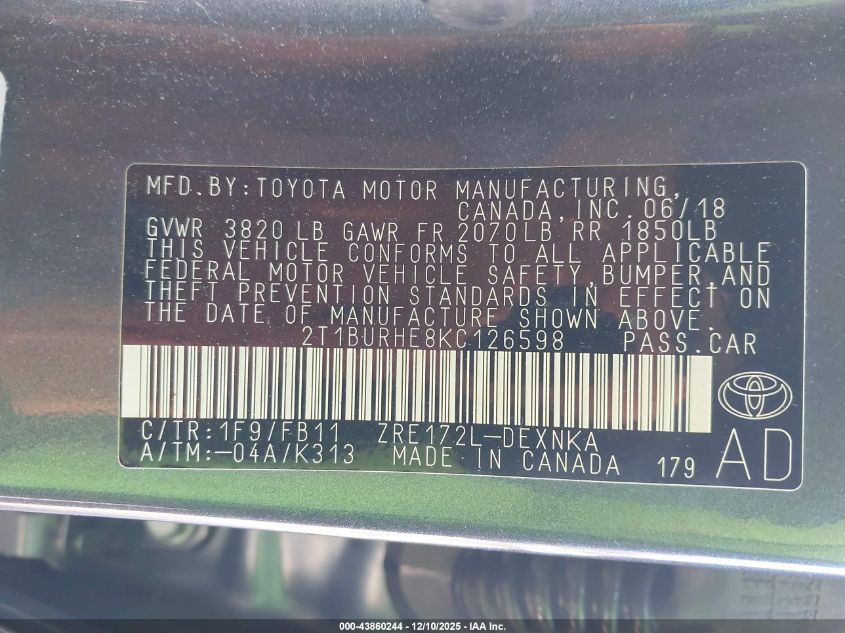 MFD.BY:TOYOTA MOTOR MANUFACTURING,
CANADA,INC. 06/18
GVWR 3820 LB GAWR FR 2070LB RR 1850LB
THIS VEHICLE CONFORMS TO ALL APPLICABLE
FEDERAL MOTOR VEHICLE SAFETY,BUMPER,AND
THEFT PREVENTION STANDARDS IN EFFECT ON
THE DATE OF MANUFACTURE SHOWN ABOVE.
2T1BURHE8KC126598 PASS.CAR
C/TR:1F9/FB11 ZRE172L-DEXNKA
A/TM:-04A/K313 MADE IN CANADA 179
AD
000-43860244 - 12/10/2025 - IAA Inc.